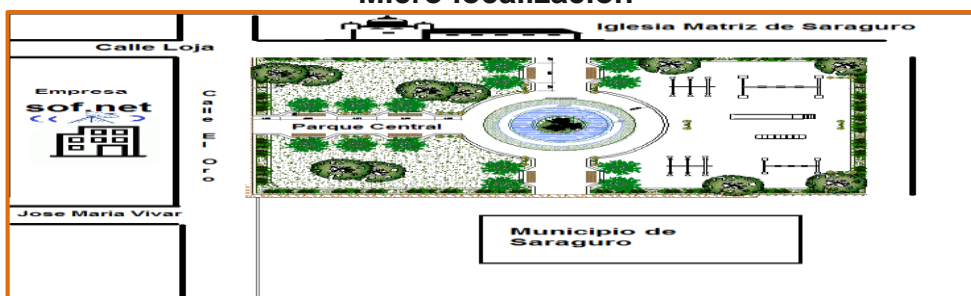 Micro localización
Iglesia Matriz de Saraguro
Calle Loja
Empresa
sof.net
Calle El oro
Parque Central
Jose Maria Vivar
Municipio de
Saraguro